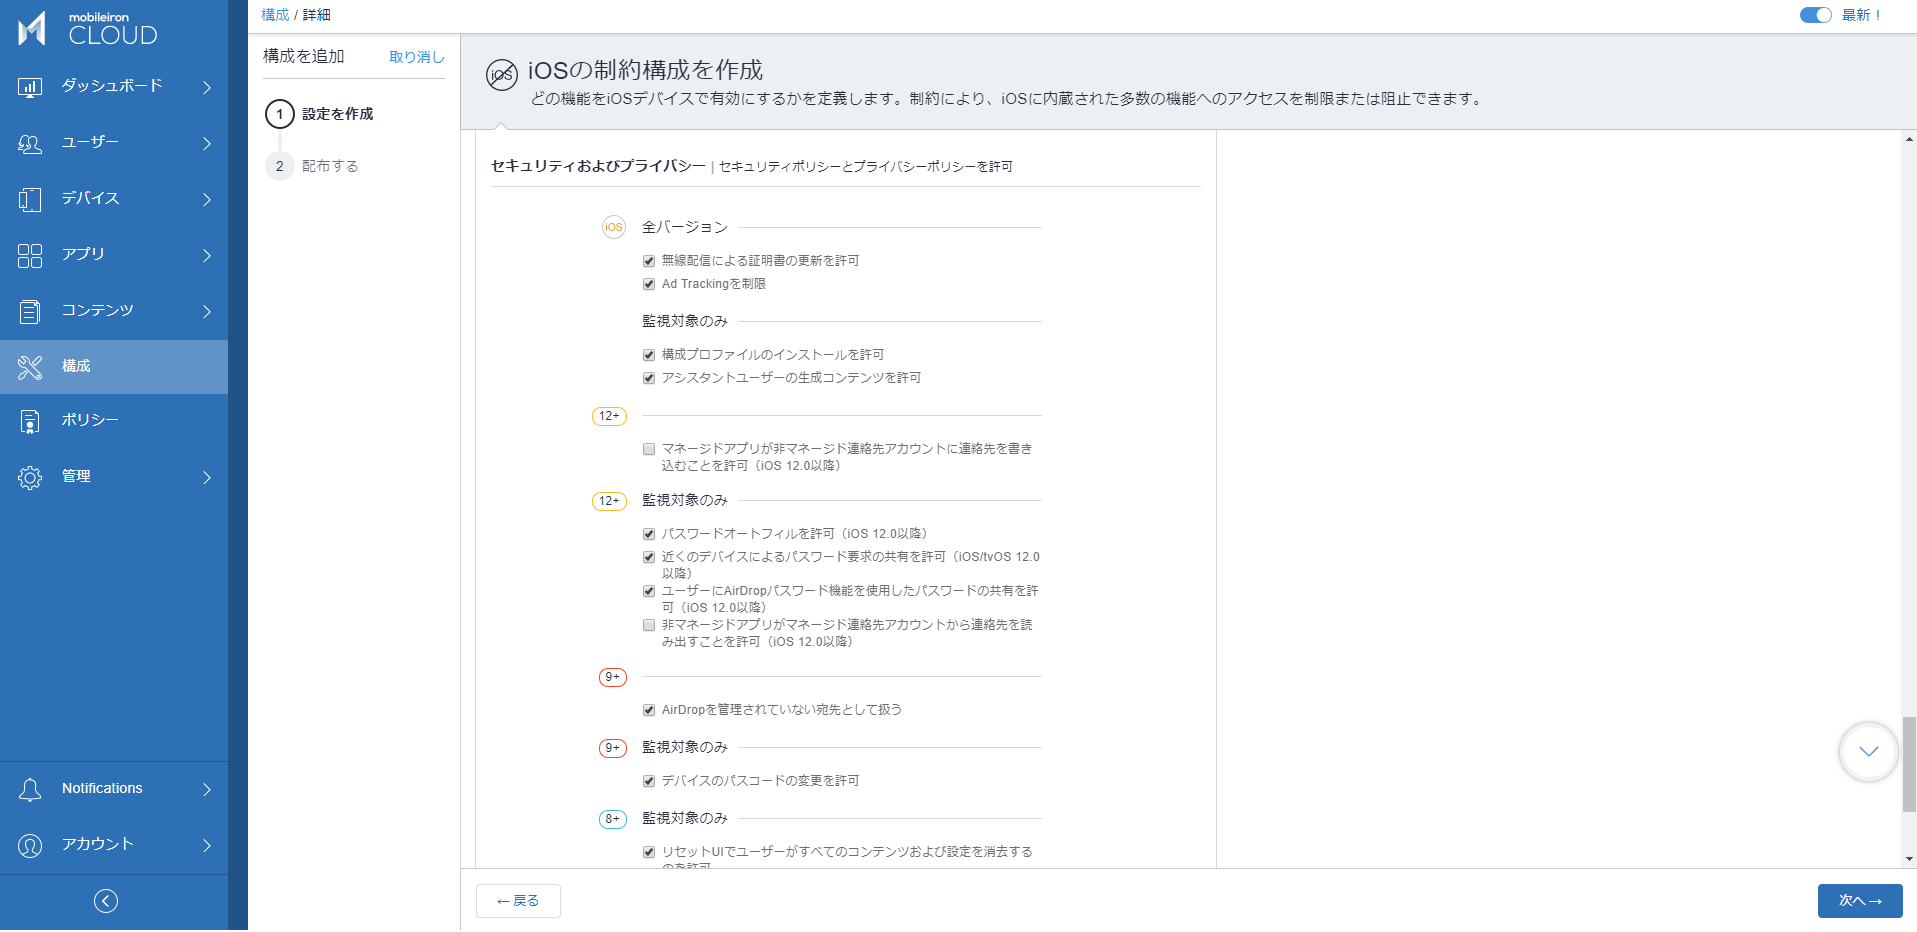 mobileiron
CLOUD
ダッシュボード
ユーザー
デバイス
アプリ
コンテンツ
構成
ポリシー
管理
Notifications
アカウント
構成 / 詳細
最新！
構成を追加
取り消し
1 設定を作成
2 配布する
iOS
iOSの制約構成を作成
どの機能をiOSデバイスで有効にするかを定義します。制約により、iOSに内蔵された多数の機能へのアクセスを制限または阻止できます。
セキュリティおよびプライバシー | セキュリティポリシーとプライバシーポリシーを許可
iOS 全バージョン
無線配信による証明書の更新を許可
Ad Trackingを制限
監視対象のみ
構成プロファイルのインストールを許可
アシスタントユーザーの生成コンテンツを許可
12+
マネージドアプリが非マネージド連絡先アカウントに連絡先を書き
込むことを許可（iOS 12.0以降）
12+ 監視対象のみ
パスワードオートフィルを許可（iOS 12.0以降）
近くのデバイスによるパスワード要求の共有を許可（iOS/tvOS 12.0
以降）
ユーザーにAirDropパスワード機能を使用したパスワードの共有を許
可（iOS 12.0以降）
非マネージドアプリがマネージド連絡先アカウントから連絡先を読
み出すことを許可（iOS 12.0以降）
9+
AirDropを管理されていない宛先として扱う
9+ 監視対象のみ
デバイスのパスコードの変更を許可
8+ 監視対象のみ
リセットUIでユーザーがすべてのコンテンツおよび設定を消去する
のを許可
←戻る
次へ→